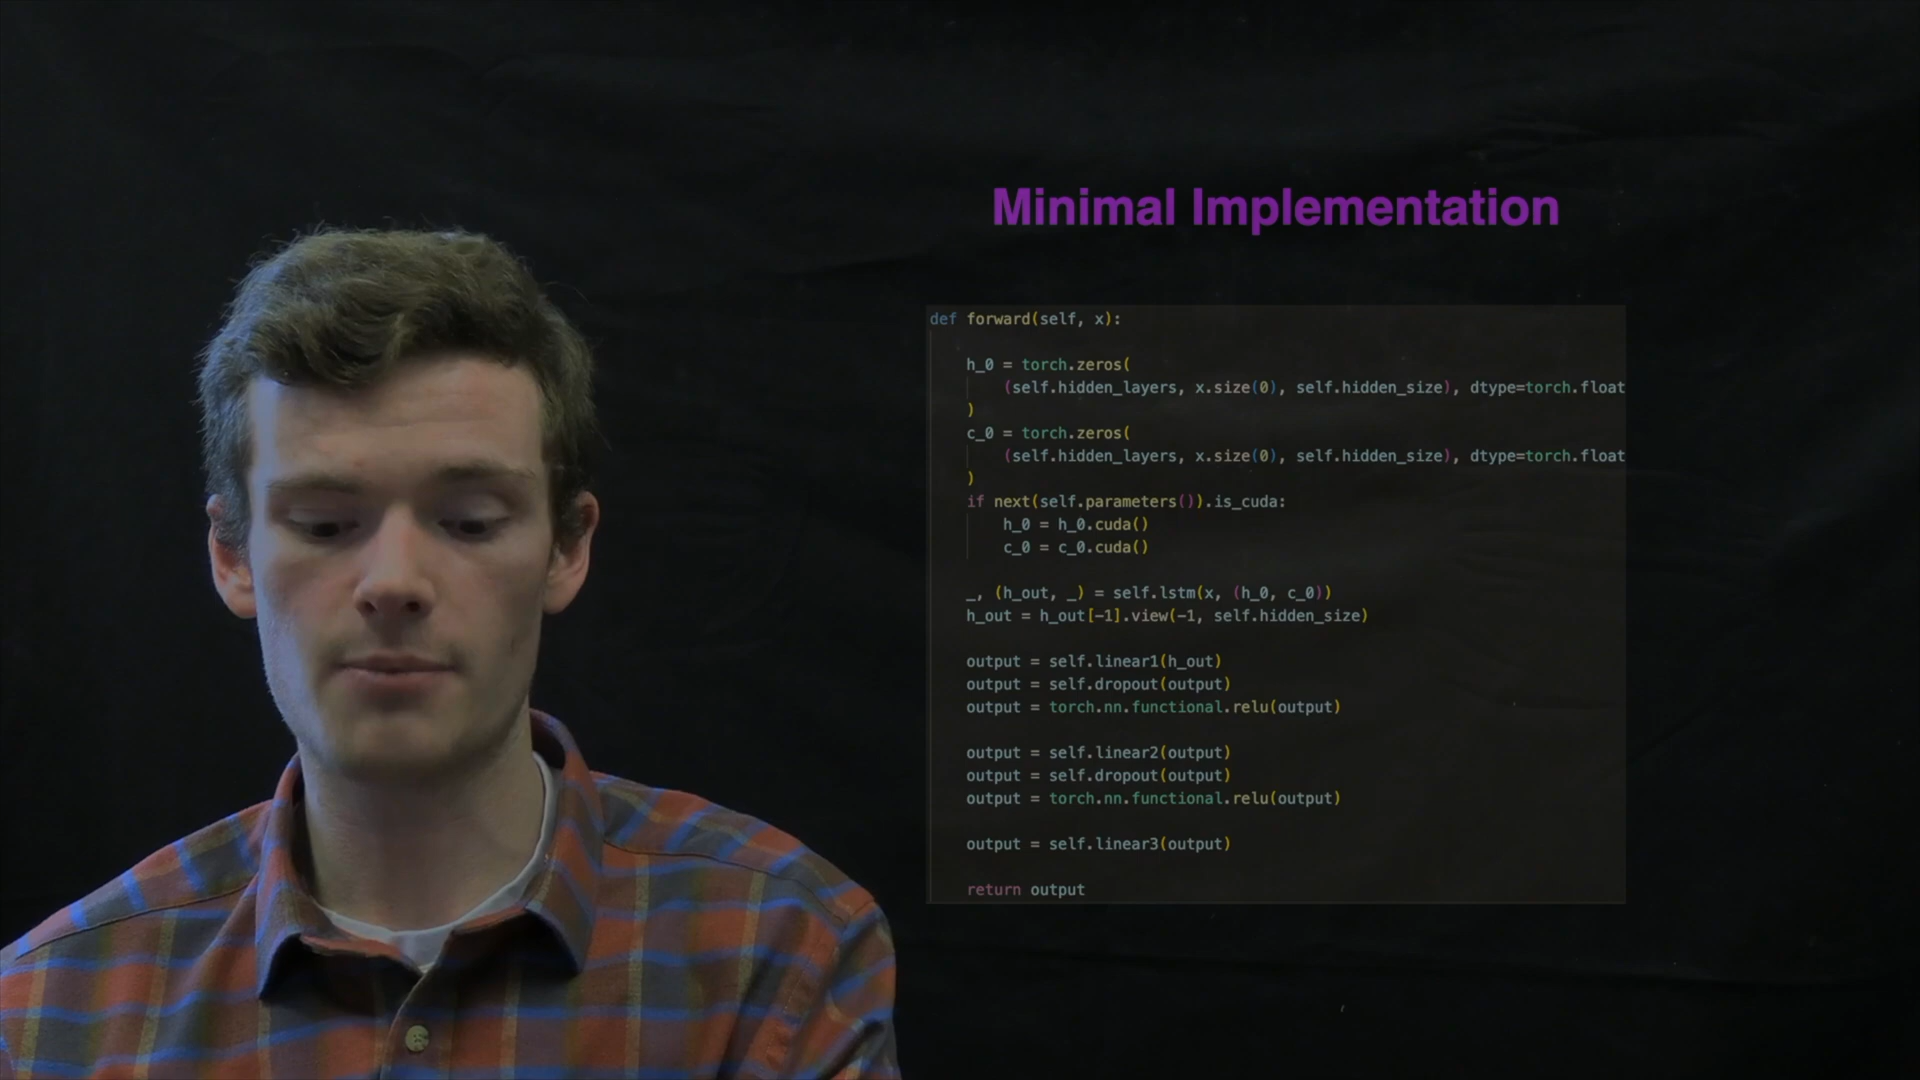 Minimal Implementation
def forward(self, x):
h_0 = torch.zeros(
(self.hidden_layers, x.size(0), self.hidden_size), dtype=torch.float
)
c_0 = torch.zeros(
(self.hidden_layers, x.size(0), self.hidden_size), dtype=torch.float
)
if next(self.parameters()).is_cuda:
h_0 = h_0.cuda()
c_0 = c_0.cuda()
_, (h_out, _) = self.lstm(x, (h_0, c_0))
h_out = h_out[-1].view(-1, self.hidden_size)
output = self.linear1(h_out)
output = self.dropout(output)
output = torch.nn.functional.relu(output)
output = self.linear2(output)
output = self.dropout(output)
output = torch.nn.functional.relu(output)
output = self.linear3(output)
return output